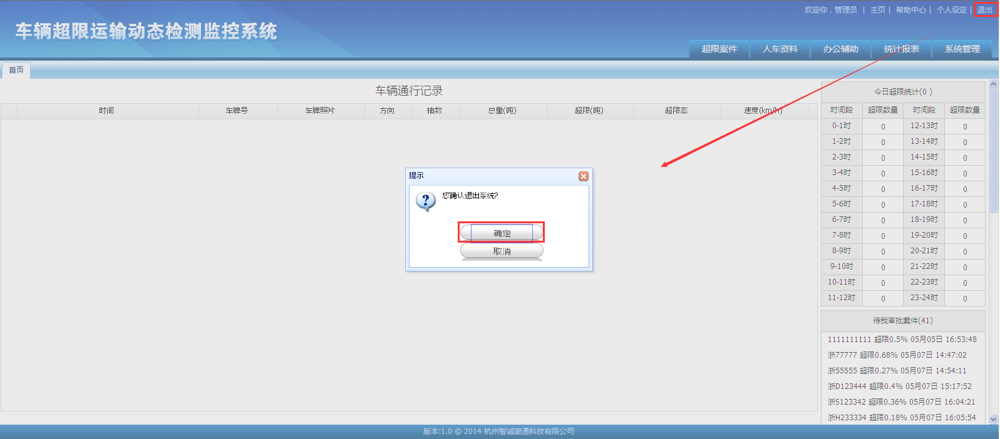 欢迎你，管理员 | 主页 | 帮助中心 | 个人设定 | 退出
车辆超限运输动态检测监控系统
超限案件 人车资料 办公辅助 统计报表 系统管理
首页
车辆通行记录
时间 车牌号 车牌照片 方向 轴数 总重(吨) 超限(吨) 超限率 速度(km/h)
提示
您确认退出系统?
确定
取消
今日超限统计(0 )
时间段 超限数量 时间段 超限数量
0-1时 0 12-13时 0
1-2时 0 13-14时 0
2-3时 0 14-15时 0
3-4时 0 15-16时 0
4-5时 0 16-17时 0
5-6时 0 17-18时 0
6-7时 0 18-19时 0
7-8时 0 19-20时 0
8-9时 0 20-21时 0
9-10时 0 21-22时 0
10-11时 0 22-23时 0
11-12时 0 23-24时 0
待我审批案件(41)
1111111111 超限0.5% 05月05日 16:53:48
浙77777 超限0.68% 05月07日 14:47:02
浙55555 超限0.27% 05月07日 14:54:11
浙D123444 超限0.4% 05月07日 15:17:52
浙S123342 超限0.36% 05月07日 16:04:21
浙H233334 超限0.18% 05月07日 16:05:54
版本:1.0 © 2014 杭州智诚惠通科技有限公司